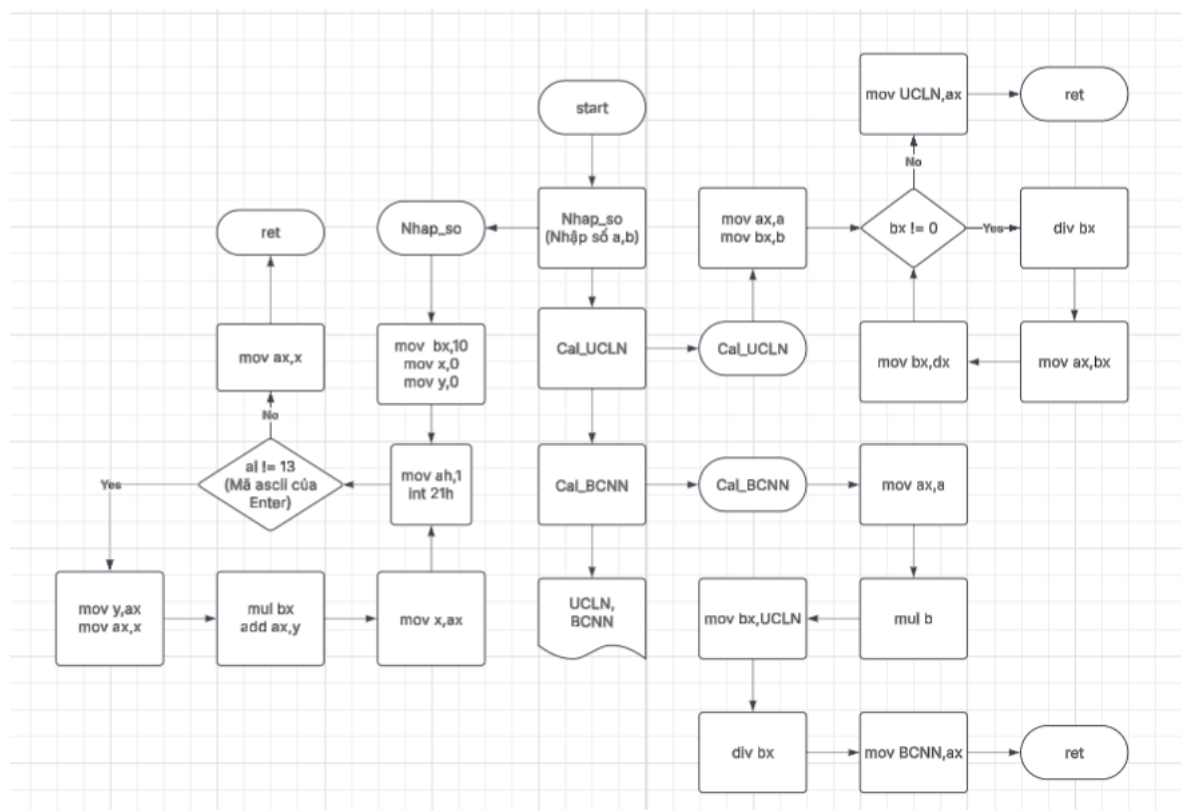 start
Nhap_so
(Nhập số a,b)
Cal_UCLN
Cal_BCNN
UCLN,
BCNN
Nhap_so
mov bx,10
mov x,0
mov y,0
mov ah,1
int 21h
al != 13
(Mã ascii của
Enter)
No
mov ax,x
ret
Yes
mov y,ax
mov ax,x
mul bx
add ax,y
mov x,ax
Cal_UCLN
mov ax,a
mov bx,b
bx != 0
No
mov UCLN,ax
ret
Yes
div bx
mov ax,bx
mov bx,dx
Cal_BCNN
mov ax,a
mul b
mov bx,UCLN
div bx
mov BCNN,ax
ret